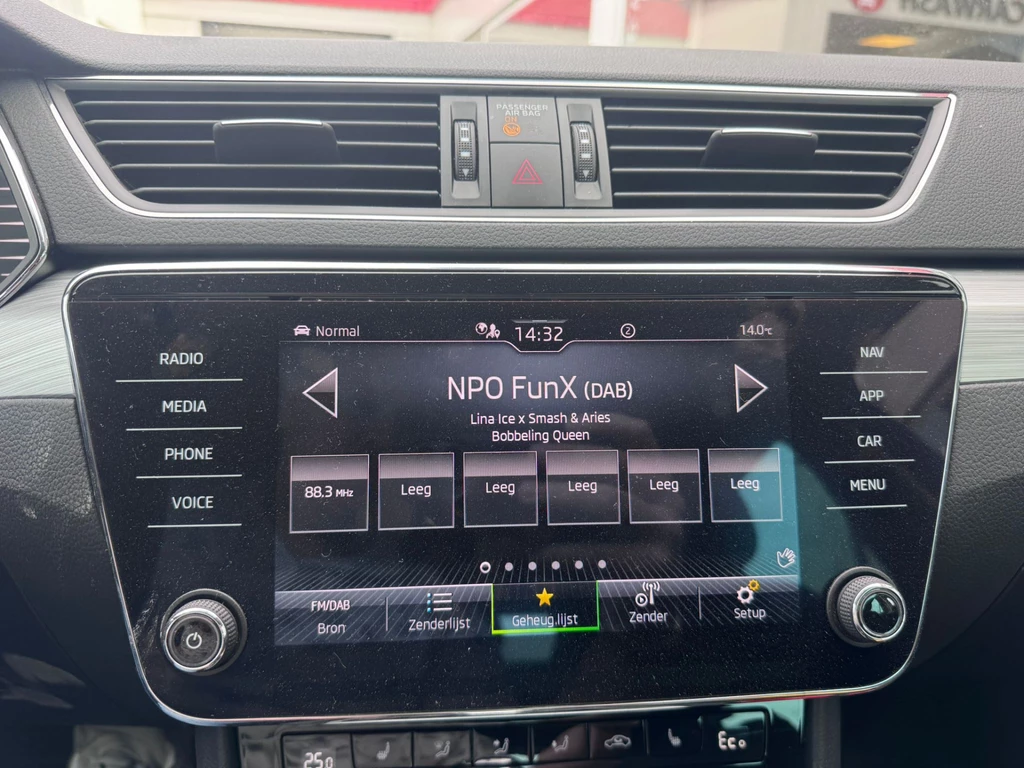 CARWASH
PASSENGER
AIR BAG
ON
Normal
14:32
2
14.0°C
RADIO
MEDIA
PHONE
VOICE
NPO FunX (DAB)
Lina Ice x Smash & Aries
Bobbeling Queen
88.3 MHz
Leeg
Leeg
Leeg
Leeg
Leeg
FM/DAB
Bron
Zenderlijst
Geheug.lijst
Zender
Setup
NAV
APP
CAR
MENU
Eco